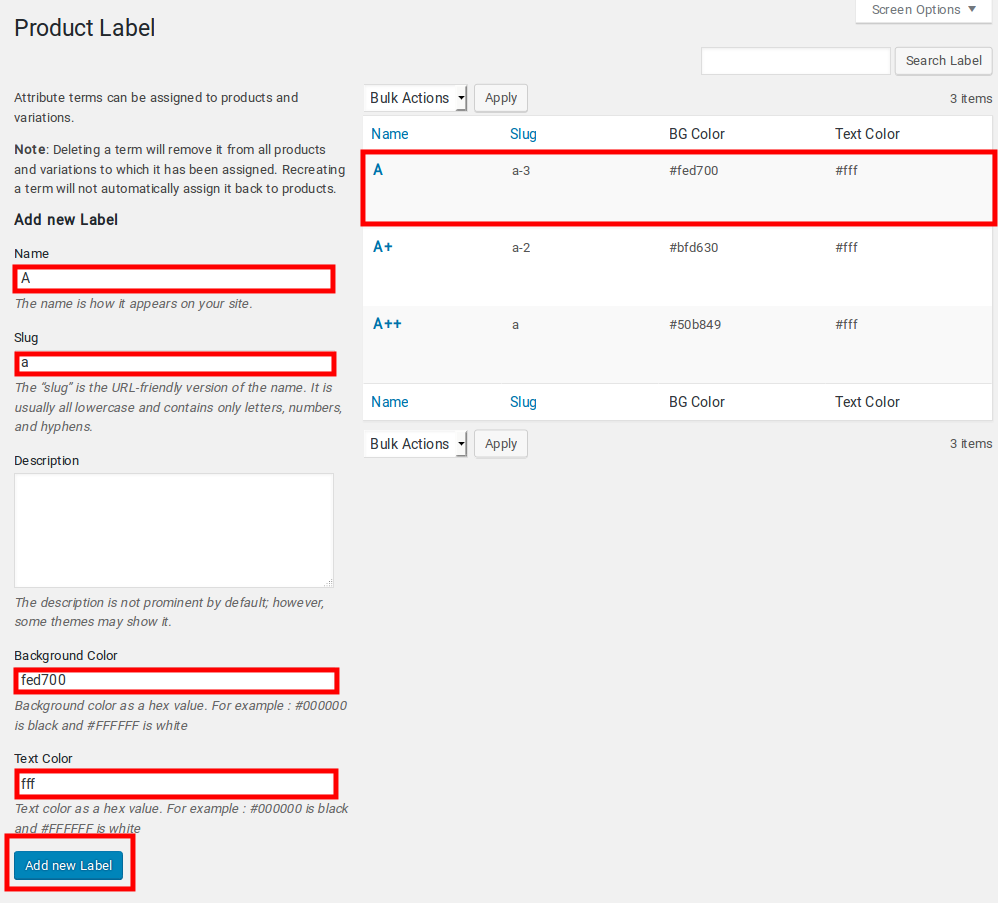 Screen Options ▼
Product Label
Search Label
Attribute terms can be assigned to products and
variations.
Note: Deleting a term will remove it from all products
and variations to which it has been assigned. Recreating
a term will not automatically assign it back to products.
Add new Label
Name
A
The name is how it appears on your site.
Slug
a
The "slug" is the URL-friendly version of the name. It is
usually all lowercase and contains only letters, numbers,
and hyphens.
Description
The description is not prominent by default; however,
some themes may show it.
Background Color
fed700
Background color as a hex value. For example : #000000
is black and #FFFFFF is white
Text Color
fff
Text color as a hex value. For example : #000000 is black
and #FFFFFF is white
Add new Label
Bulk Actions Apply 3 items
Name Slug BG Color Text Color
A a-3 #fed700 #fff
A+ a-2 #bfd630 #fff
A++ a #50b849 #fff
Name Slug BG Color Text Color
Bulk Actions Apply 3 items